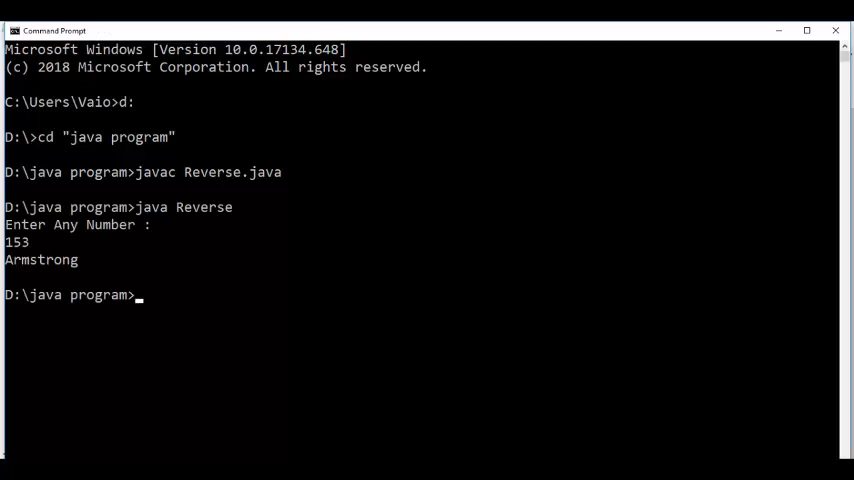 Command Prompt
Microsoft Windows [Version 10.0.17134.648]
(c) 2018 Microsoft Corporation. All rights reserved.
C:\Users\Vaio>d:
D:\>cd "java program"
D:\java program>javac Reverse.java
D:\java program>java Reverse
Enter Any Number :
153
Armstrong
D:\java program>